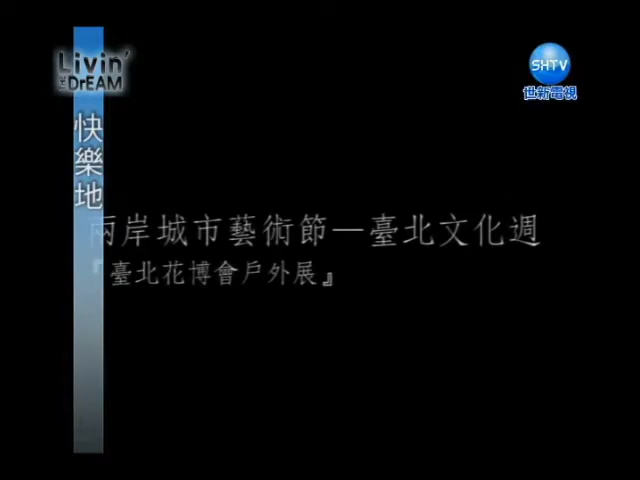 Livin'
THE DrEAM
SHTV
世新電視
快樂地
兩岸城市藝術節—臺北文化週
『臺北花博會戶外展』